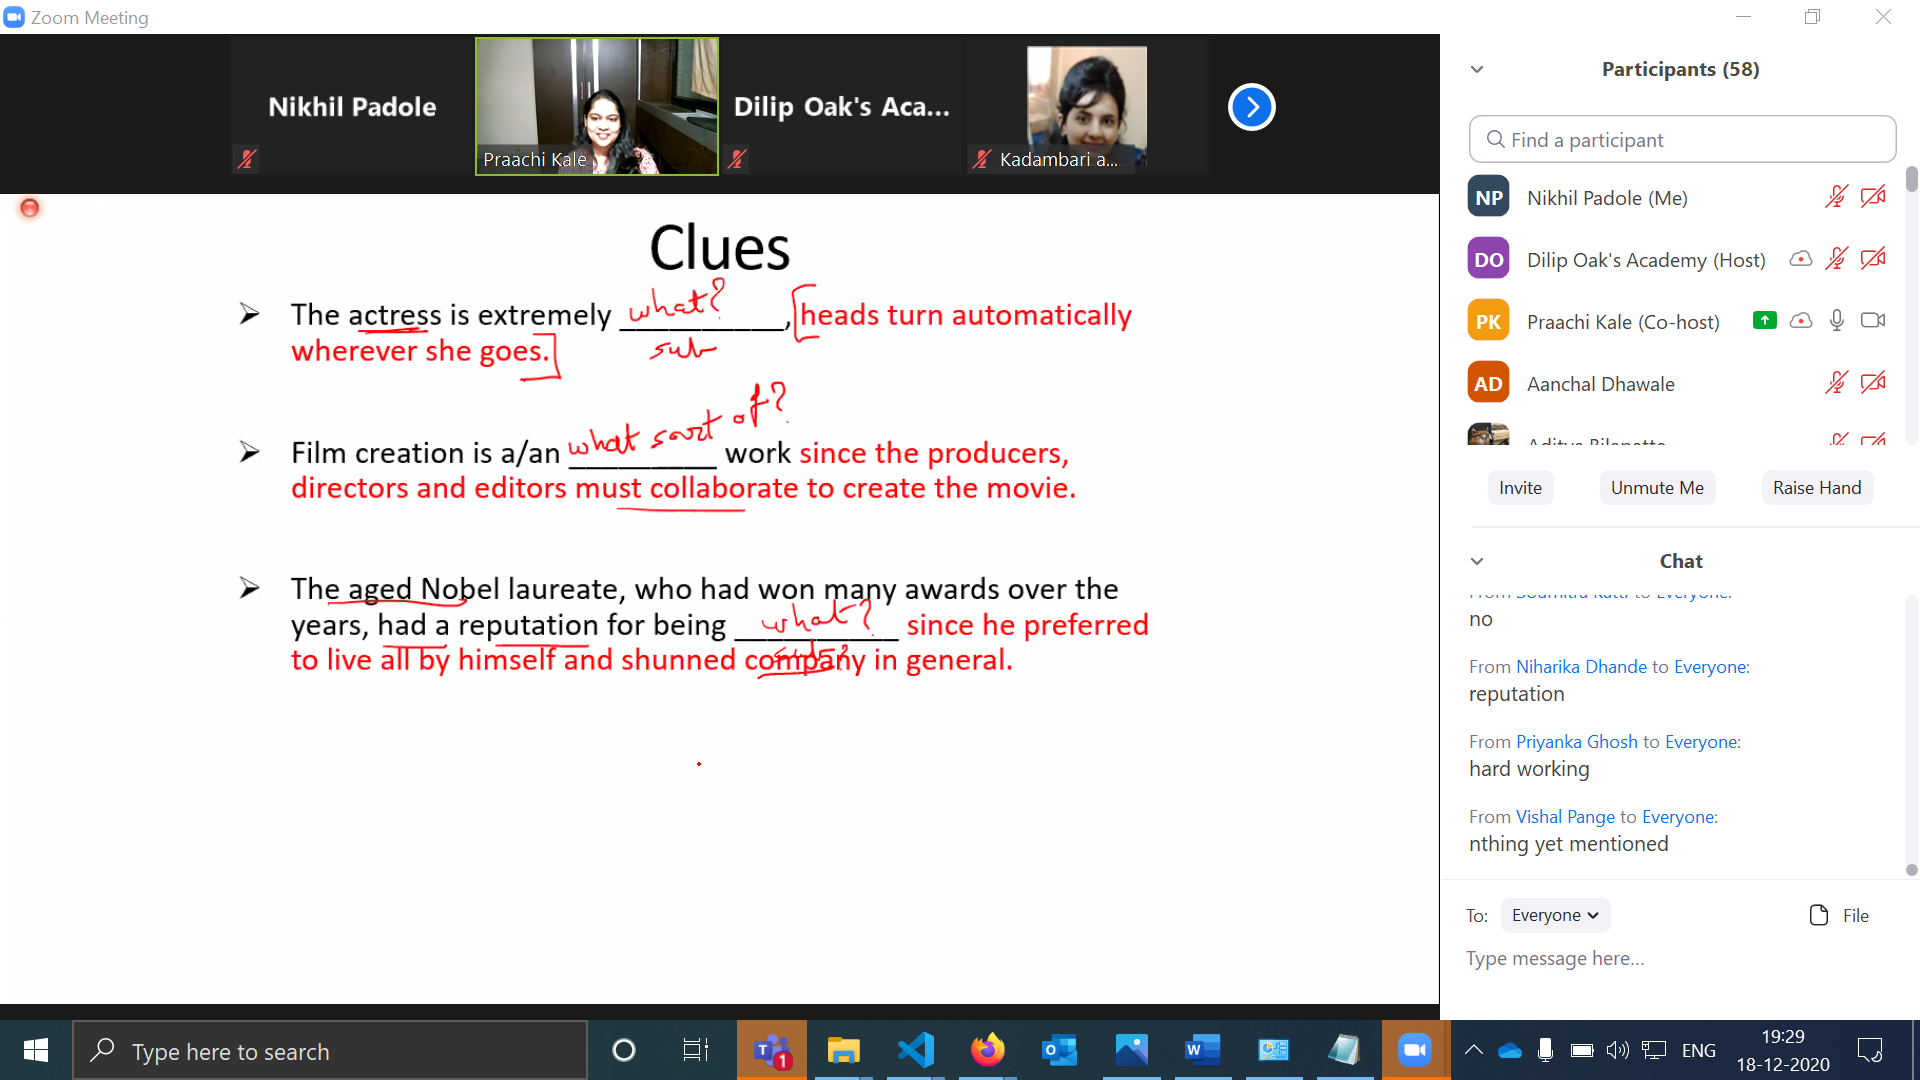 Zoom Meeting
Nikhil Padole
Praachi Kale
Dilip Oak's Aca...
Kadambari a...
Clues
The actress is extremely __________, heads turn automatically
what?
wherever she goes.
sub
what sort of?
Film creation is a/an _________ work since the producers,
directors and editors must collaborate to create the movie.
The aged Nobel laureate, who had won many awards over the
years, had a reputation for being __________ since he preferred
what?
to live all by himself and shunned company in general.
Participants (58)
Find a participant
NP Nikhil Padole (Me)
DO Dilip Oak's Academy (Host)
PK Praachi Kale (Co-host)
AD Aanchal Dhawale
Invite Unmute Me Raise Hand
Chat
to Everyone:
no
From Niharika Dhande to Everyone:
reputation
From Priyanka Ghosh to Everyone:
hard working
From Vishal Pange to Everyone:
nthing yet mentioned
To: Everyone File
Type message here...
Type here to search
1
ENG
19:29
18-12-2020